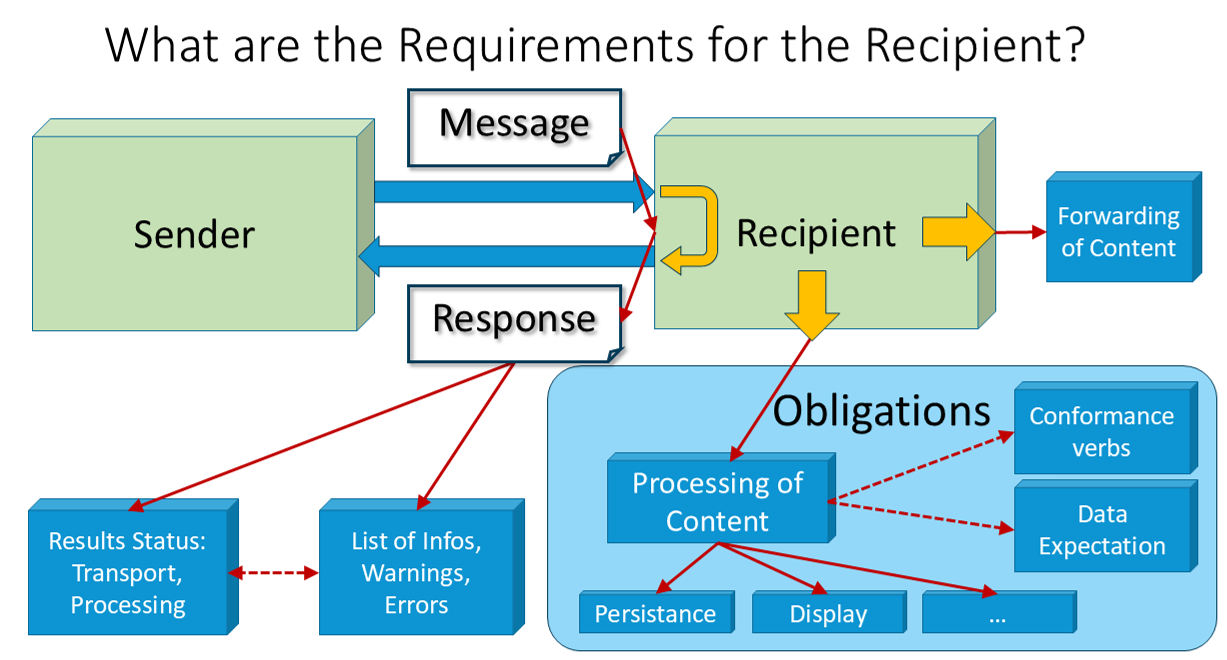 What are the Requirements for the Recipient?
Message
Sender
Recipient
Forwarding
of Content
Response
Obligations
Conformance
verbs
Processing of
Content
Data
Expectation
Results Status:
Transport,
Processing
List of Infos,
Warnings,
Errors
Persistance
Display
...